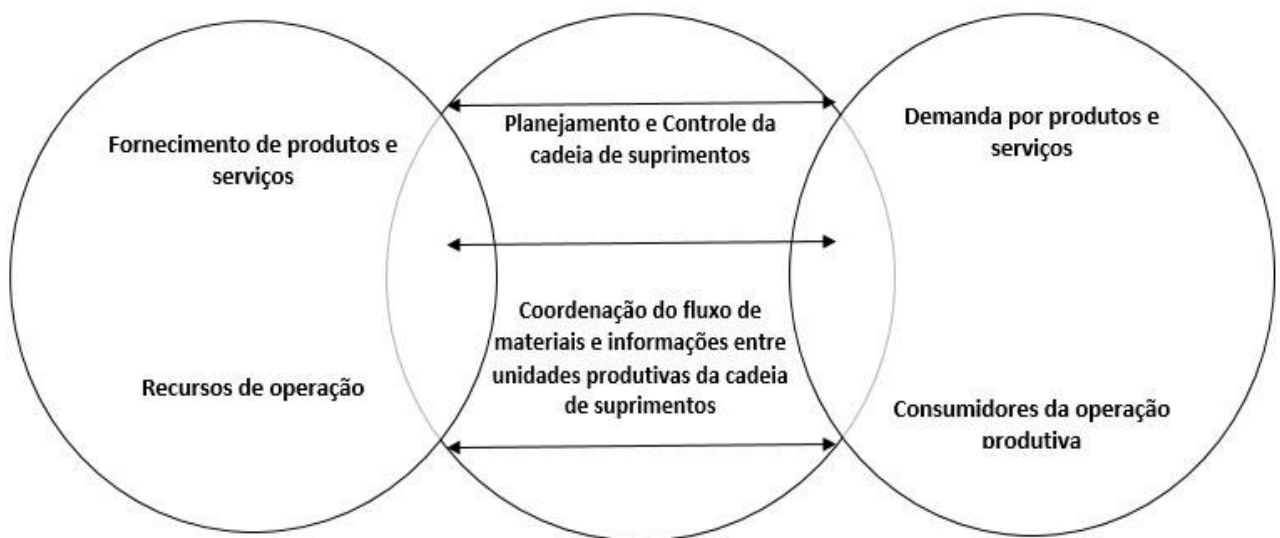 Fornecimento de produtos e
serviços
Recursos de operação
Planejamento e Controle da
cadeia de suprimentos
Coordenação do fluxo de
materiais e informações entre
unidades produtivas da cadeia
de suprimentos
Demanda por produtos e
serviços
Consumidores da operação
produtiva